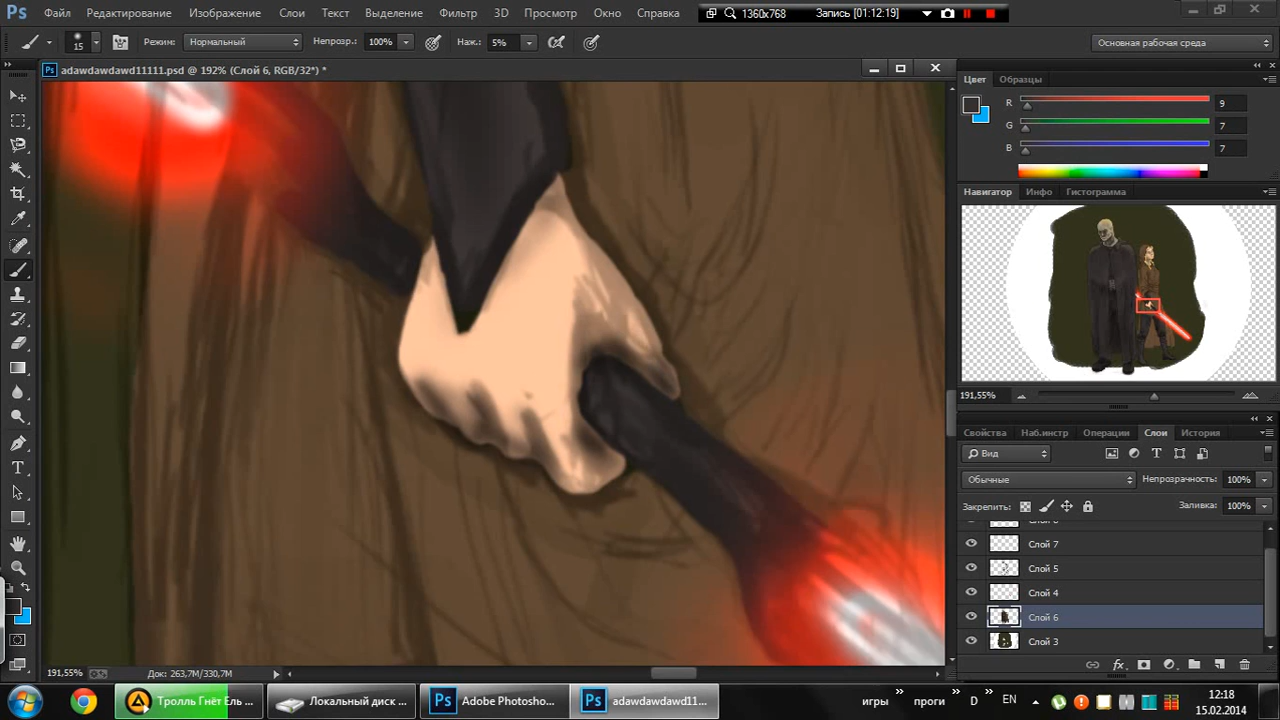 Ps Файл Редактирование Изображение Слои Текст Выделение Фильтр 3D Просмотр Окно Справка 1360x768 Запись [01:12:19]
15 Режим: Нормальный Непрозр.: 100% Наж.: 5% Основная рабочая среда
adawdawdawd11111.psd @ 192% (Слой 6, RGB/32*) *
Цвет Образцы
R 9
G 7
B 7
Навигатор Инфо Гистограмма
191,55%
Свойства Наб.кист Операции Слои История
Вид
Обычные Непрозрачность: 100%
Закрепить: Заливка: 100%
Слой 7
Слой 5
Слой 4
Слой 6
Слой 3
191,55% Док: 263,7M/330,7M
Тролль Гнёт Ель ... Локальный диск ... Ps Adobe Photosho... Ps adawdawdawd11... игры » проги » D » EN 12:18
15.02.2014